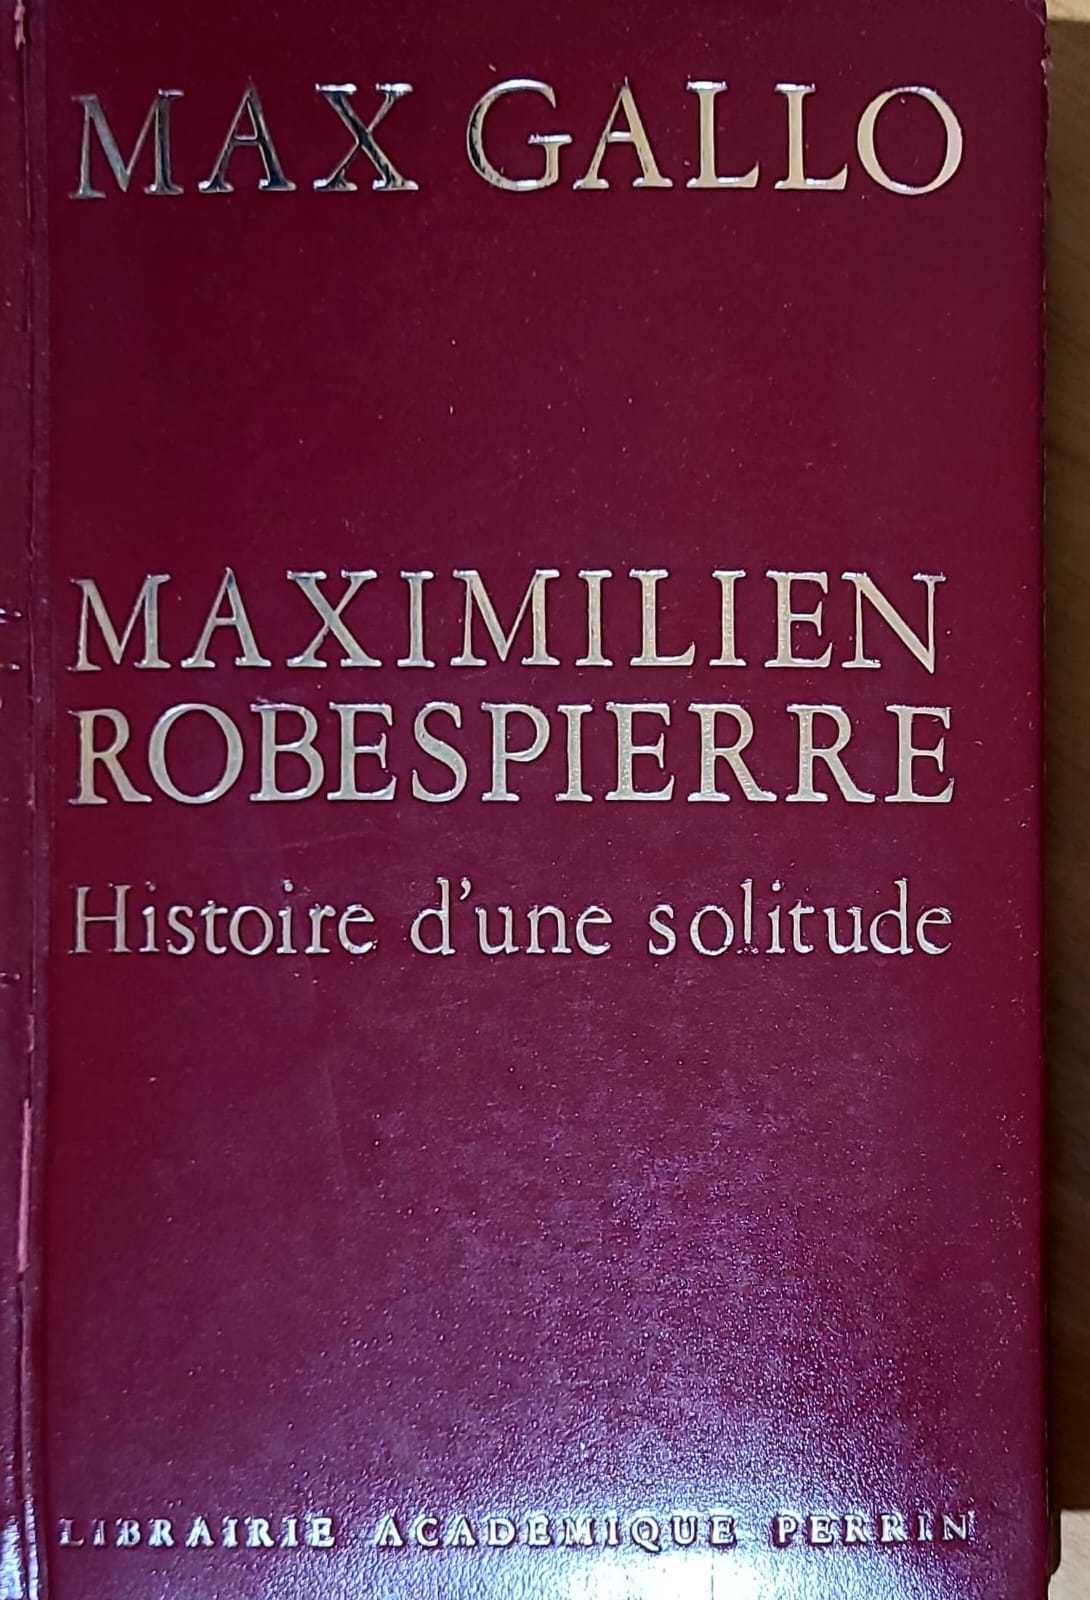 MAX GALLO
MAXIMILIEN
ROBESPIERRE
Histoire d'une solitude
LIBRAIRIE ACADÉMIQUE PERRIN